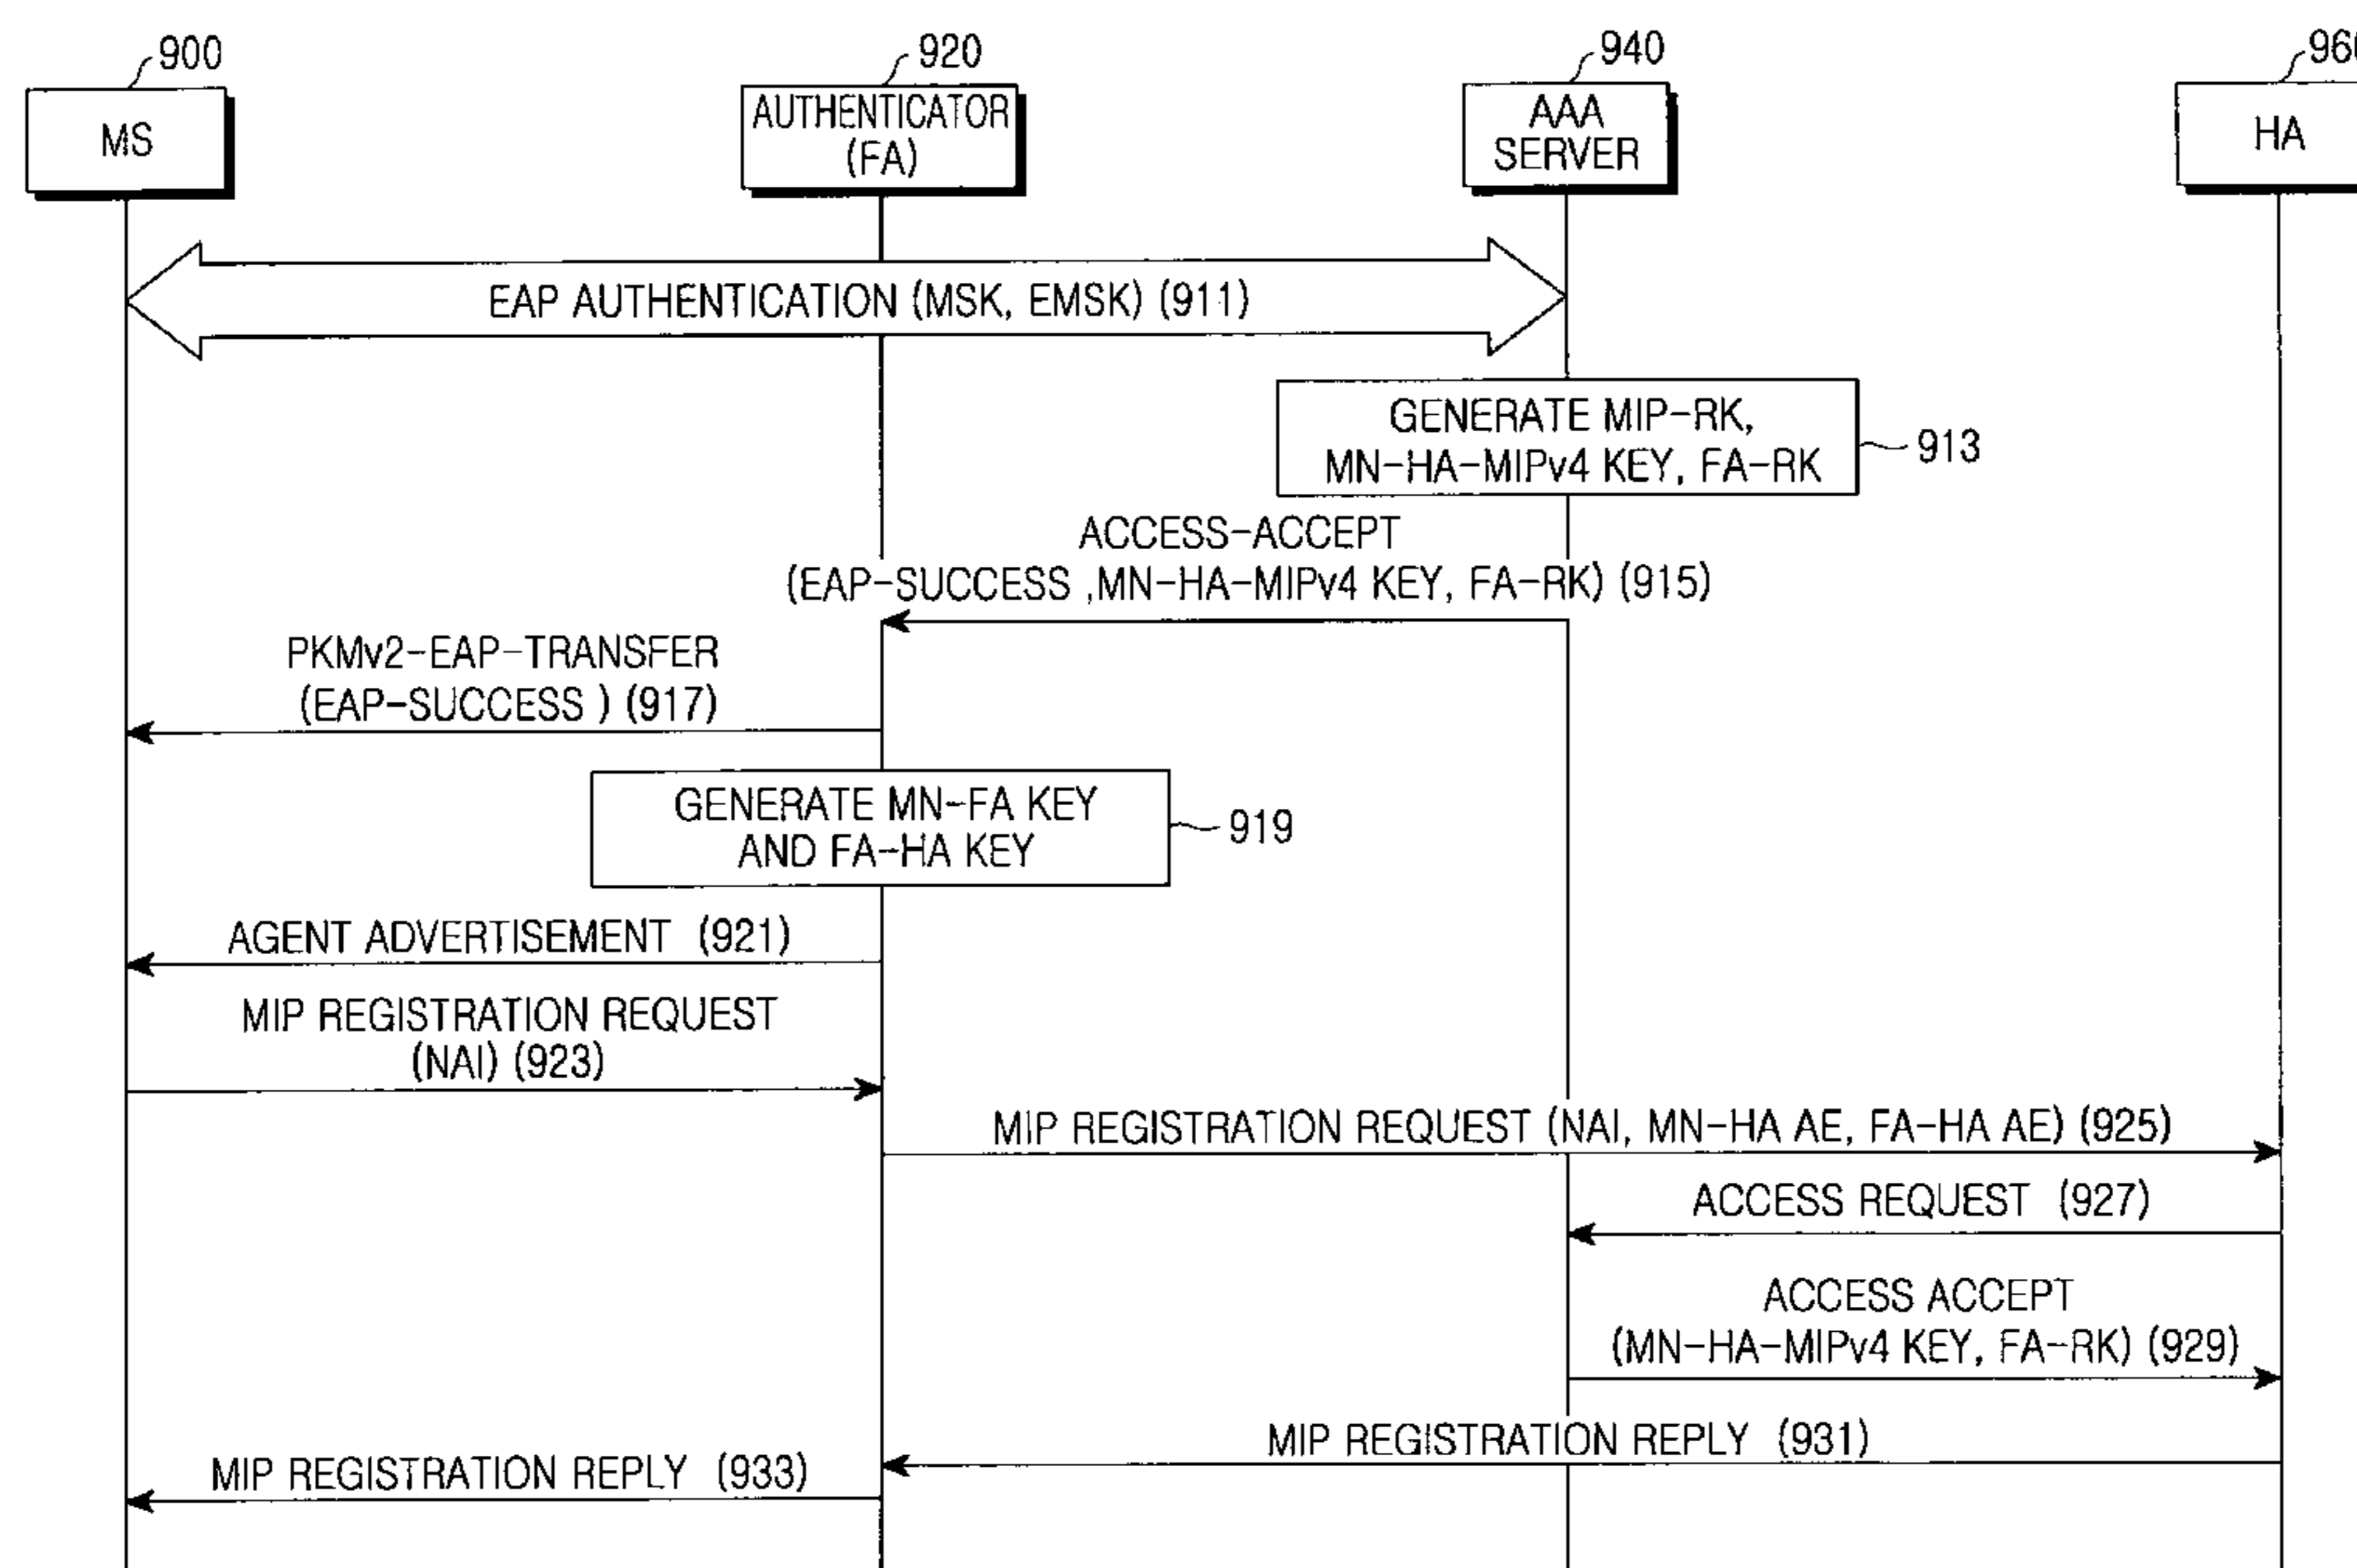 900
920
940
MS
AUTHENTICATOR
(FA)
AAA
SERVER
HA
EAP AUTHENTICATION (MSK, EMSK) (911)
GENERATE MIP-RK,
MN-HA-MIPv4 KEY, FA-RK
913
ACCESS-ACCEPT
(EAP-SUCCESS ,MN-HA-MIPv4 KEY, FA-RK) (915)
PKMv2-EAP-TRANSFER
(EAP-SUCCESS ) (917)
GENERATE MN-FA KEY
AND FA-HA KEY
919
AGENT ADVERTISEMENT (921)
MIP REGISTRATION REQUEST
(NAI) (923)
MIP REGISTRATION REQUEST (NAI, MN-HA AE, FA-HA AE) (925)
ACCESS REQUEST (927)
ACCESS ACCEPT
(MN-HA-MIPv4 KEY, FA-RK) (929)
MIP REGISTRATION REPLY (931)
MIP REGISTRATION REPLY (933)